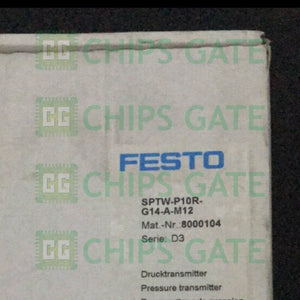 CHIPS GATE
CHIPS GATE
FESTO
CHIPS GATE
SPTW-P10R-
G14-A-M12
Mat.-Nr.:8000104
Serie: D3
CHIPS GATE
Drucktransmitter
Pressure transmitter